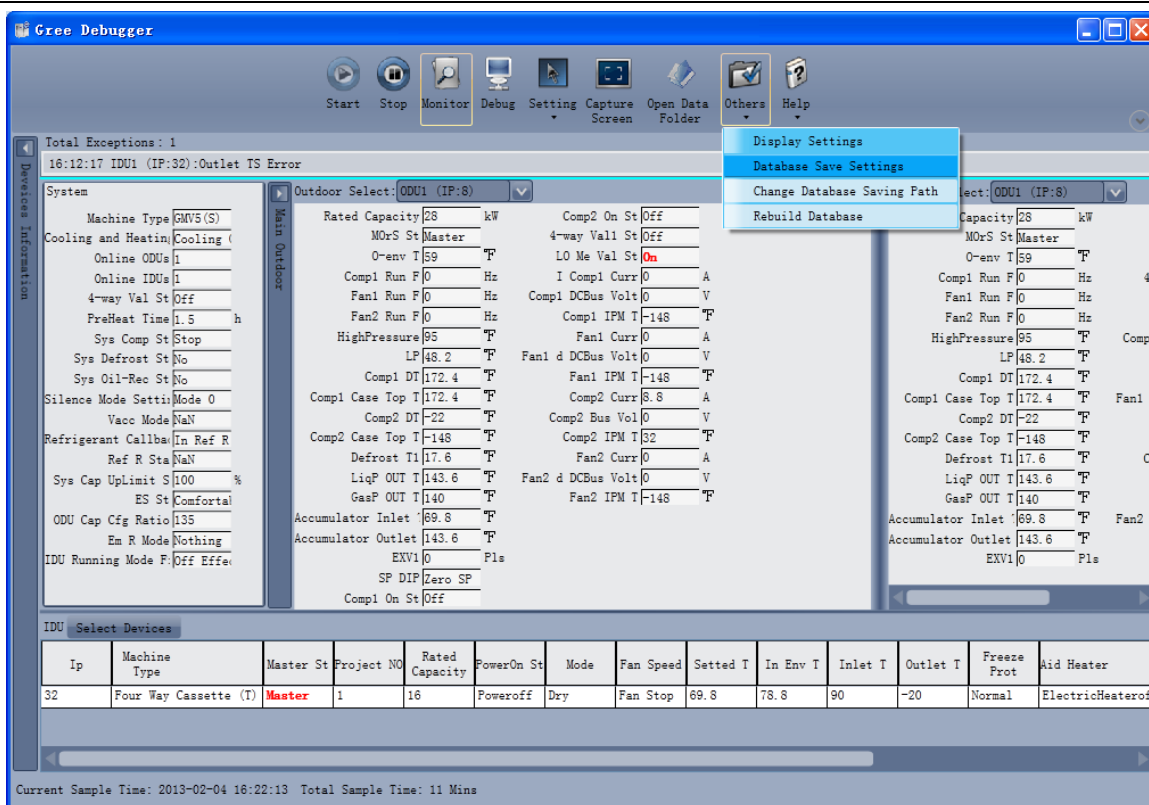 Gree Debugger
Start Stop Monitor Debug Setting Capture Screen Open Data Folder Others Help
Display Settings
Database Save Settings
Change Database Saving Path
Rebuild Database
Total Exceptions: 1
16:12:17 IDU1 (IP:32):Outlet TS Error
Deveices Information
System
Machine Type GMV5(S)
Cooling and Heatin Cooling (
Online ODUs 1
Online IDUs 1
4-way Val St Off
PreHeat Time 1.5 h
Sys Comp St Stop
Sys Defrost St No
Sys Oil-Rec St No
Silence Mode Setti Mode 0
Vacc Mode NaN
Refrigerant Callba In Ref R
Ref R Sta NaN
Sys Cap UpLimit S 100 %
ES St Comforta
ODU Cap Cfg Ratio 135
Em R Mode Nothing
IDU Running Mode F Off Effe
Main Outdoor
Outdoor Select: ODU1 (IP:8)
Rated Capacity 28 kW
MOrS St Master
O-env T 59 ℉
Comp1 Run F 0 Hz
Fan1 Run F 0 Hz
Fan2 Run F 0 Hz
HighPressure 95 ℉
LP 48.2 ℉
Comp1 DT 172.4 ℉
Comp1 Case Top T 172.4 ℉
Comp2 DT -22 ℉
Comp2 Case Top T -148 ℉
Defrost T1 17.6 ℉
LiqP OUT T 143.6 ℉
GasP OUT T 140 ℉
Accumulator Inlet 69.8 ℉
Accumulator Outlet 143.6 ℉
EXV1 0 Pls
SP DIP Zero SP
Comp1 On St Off
Comp2 On St Off
4-way Val1 St Off
LO Me Val St On
I Comp1 Curr 0 A
Comp1 DCBus Volt 0 V
Comp1 IPM T -148 ℉
Fan1 Curr 0 A
Fan1 d DCBus Volt 0 V
Fan1 IPM T -148 ℉
Comp2 Curr 8.8 A
Comp2 Bus Vol 0 V
Comp2 IPM T 32 ℉
Fan2 Curr 0 A
Fan2 d DCBus Volt 0 V
Fan2 IPM T -148 ℉
lect: ODU1 (IP:8)
Capacity 28 kW
MOrS St Master
O-env T 59 ℉
Comp1 Run F 0 Hz 4
Fan1 Run F 0 Hz
Fan2 Run F 0 Hz
HighPressure 95 ℉ Comp
LP 48.2 ℉
Comp1 DT 172.4 ℉
Comp1 Case Top T 172.4 ℉ Fan1
Comp2 DT -22 ℉
Comp2 Case Top T -148 ℉
Defrost T1 17.6 ℉ C
LiqP OUT T 143.6 ℉
GasP OUT T 140 ℉
Accumulator Inlet 69.8 ℉ Fan2
Accumulator Outlet 143.6 ℉
EXV1 0 Pls
IDU Select Devices
Ip Machine Type Master St Project NO Rated Capacity PowerOn St Mode Fan Speed Setted T In Env T Inlet T Outlet T Freeze Prot Aid Heater
32 Four Way Cassette (T) Master 1 16 Poweroff Dry Fan Stop 69.8 78.8 90 -20 Normal ElectricHeaterof
Current Sample Time: 2013-02-04 16:22:13 Total Sample Time: 11 Mins